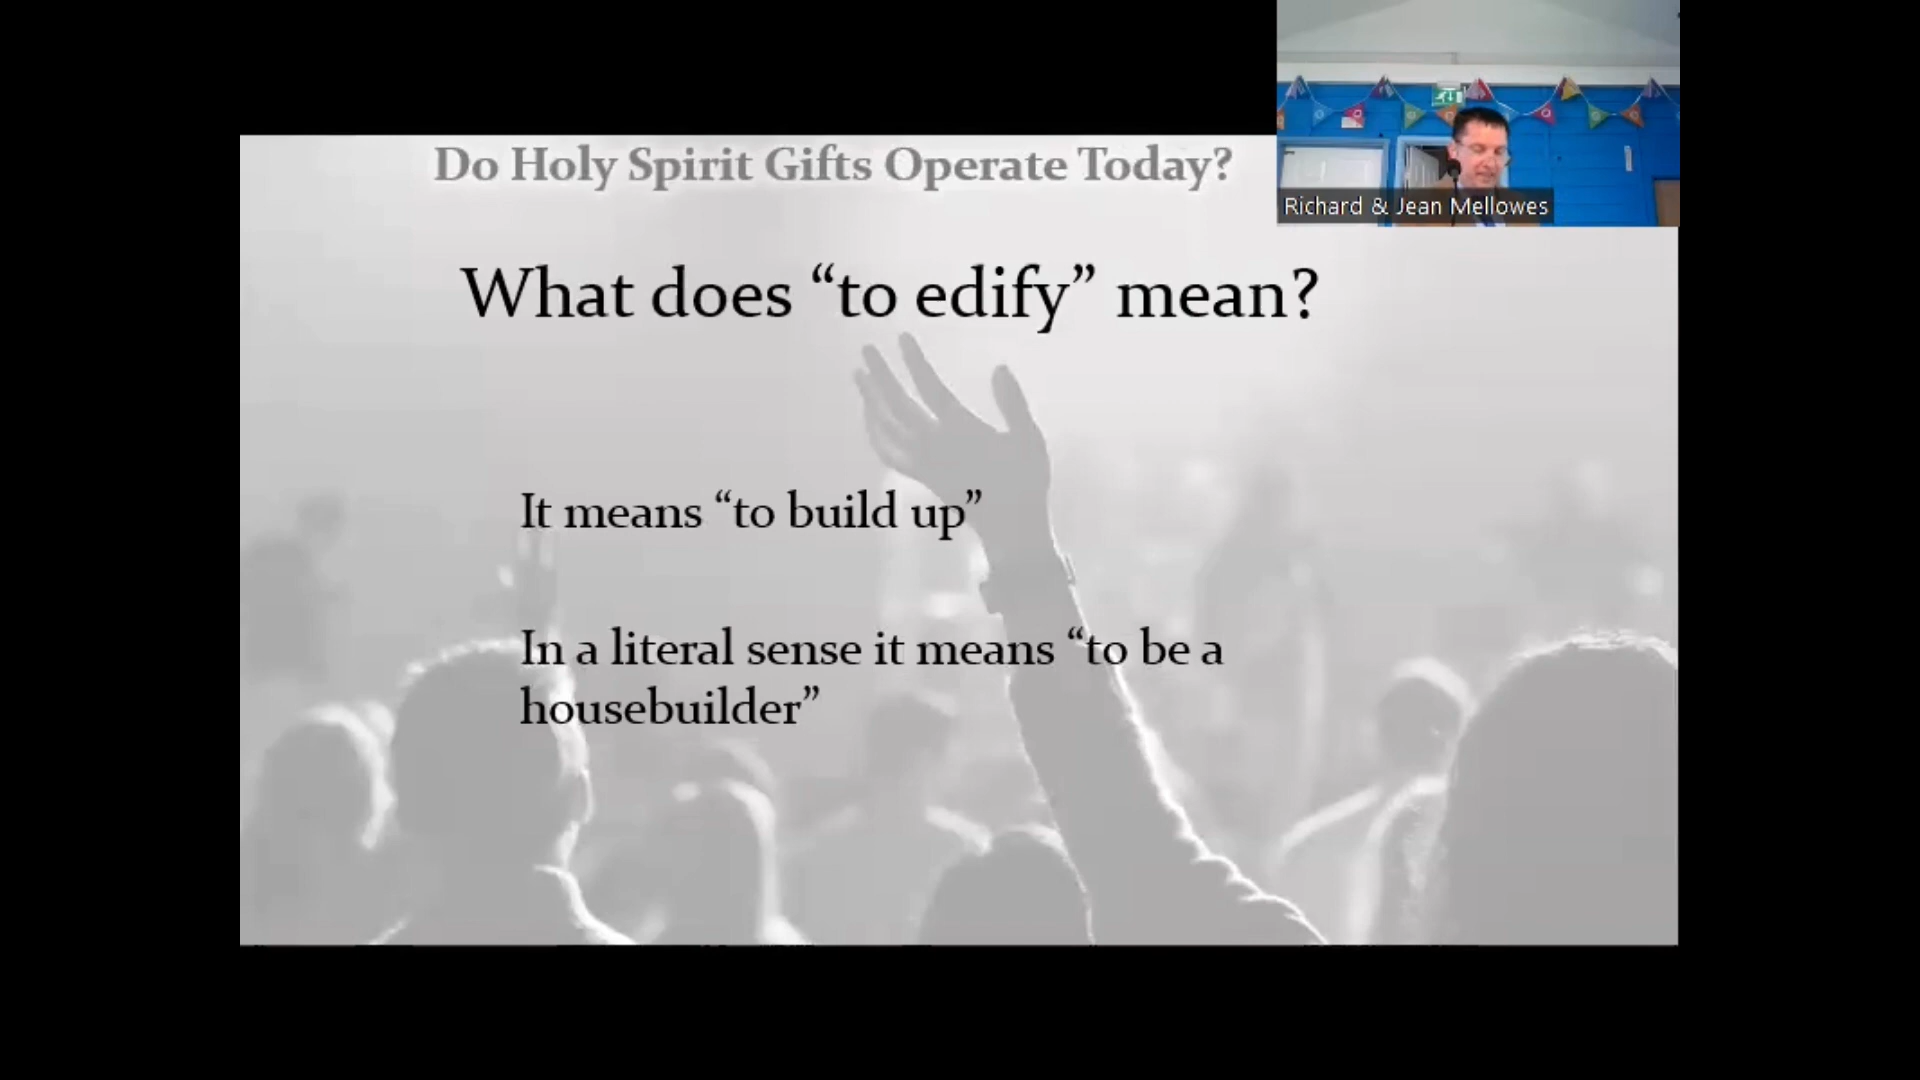 Do Holy Spirit Gifts Operate Today?
Richard & Jean Mellowes
What does “to edify” mean?
It means “to build up”
In a literal sense it means “to be a
housebuilder”